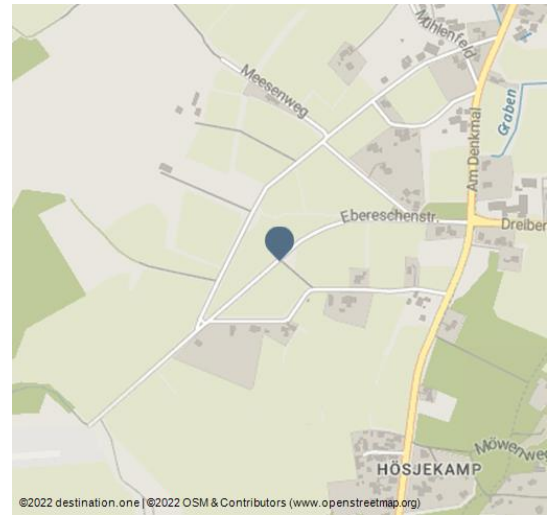 Mühlenfeld
Meesenweg
Graben
Am Denkmal
Ebereschenstr.
Dreiber
HÖSJEKAMP
Möwenweg
©2022 destination.one | ©2022 OSM & Contributors (www.openstreetmap.org)